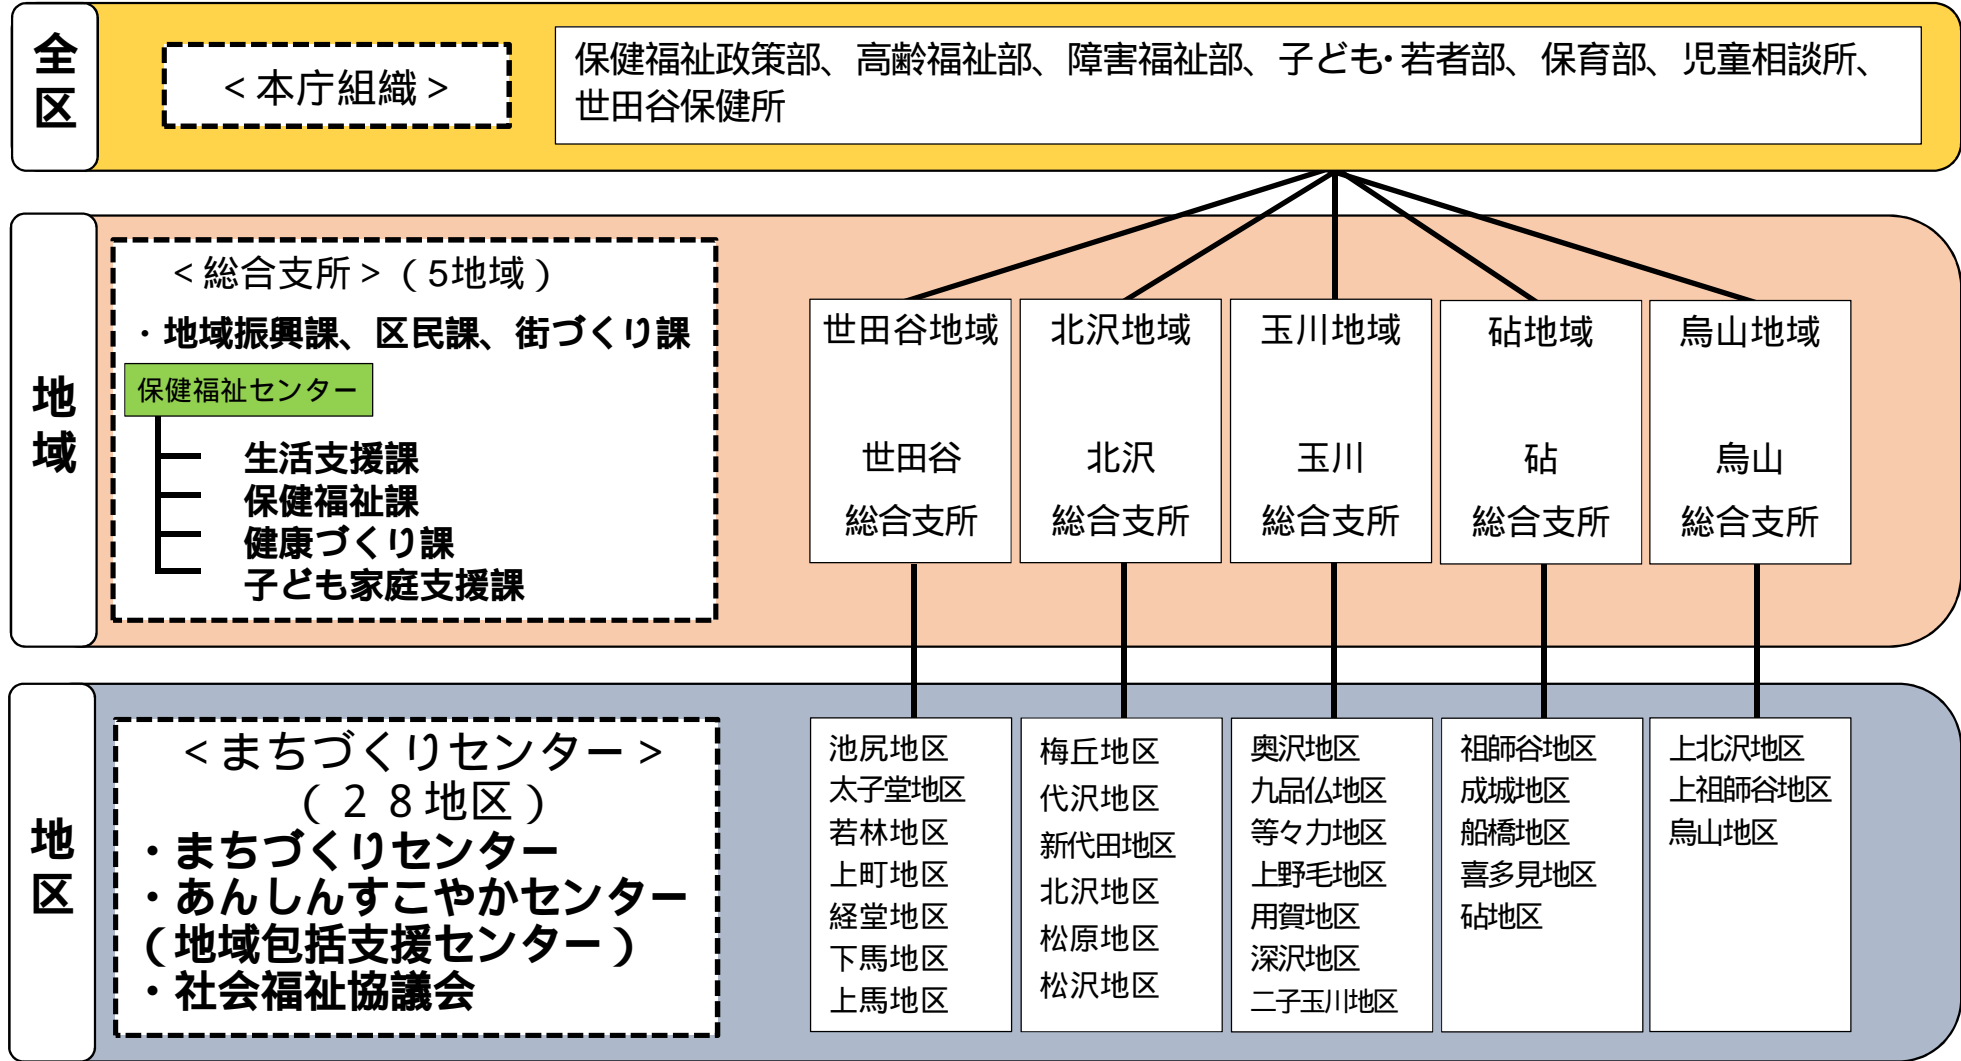 全区
<本庁組織>
保健福祉政策部、高齢福祉部、障害福祉部、子ども・若者部、保育部、児童相談所、
世田谷保健所
地域
<総合支所>(5地域)
・地域振興課、区民課、街づくり課
保健福祉センター
生活支援課
保健福祉課
健康づくり課
子ども家庭支援課
世田谷地域
世田谷
総合支所
北沢地域
北沢
総合支所
玉川地域
玉川
総合支所
砧地域
砧
総合支所
烏山地域
烏山
総合支所
地区
<まちづくりセンター>
(28地区)
・まちづくりセンター
・あんしんすこやかセンター
(地域包括支援センター)
・社会福祉協議会
池尻地区
太子堂地区
若林地区
上町地区
経堂地区
下馬地区
上馬地区
梅丘地区
代沢地区
新代田地区
北沢地区
松原地区
松沢地区
奥沢地区
九品仏地区
等々力地区
上野毛地区
用賀地区
深沢地区
二子玉川地区
祖師谷地区
成城地区
船橋地区
喜多見地区
砧地区
上北沢地区
上祖師谷地区
烏山地区